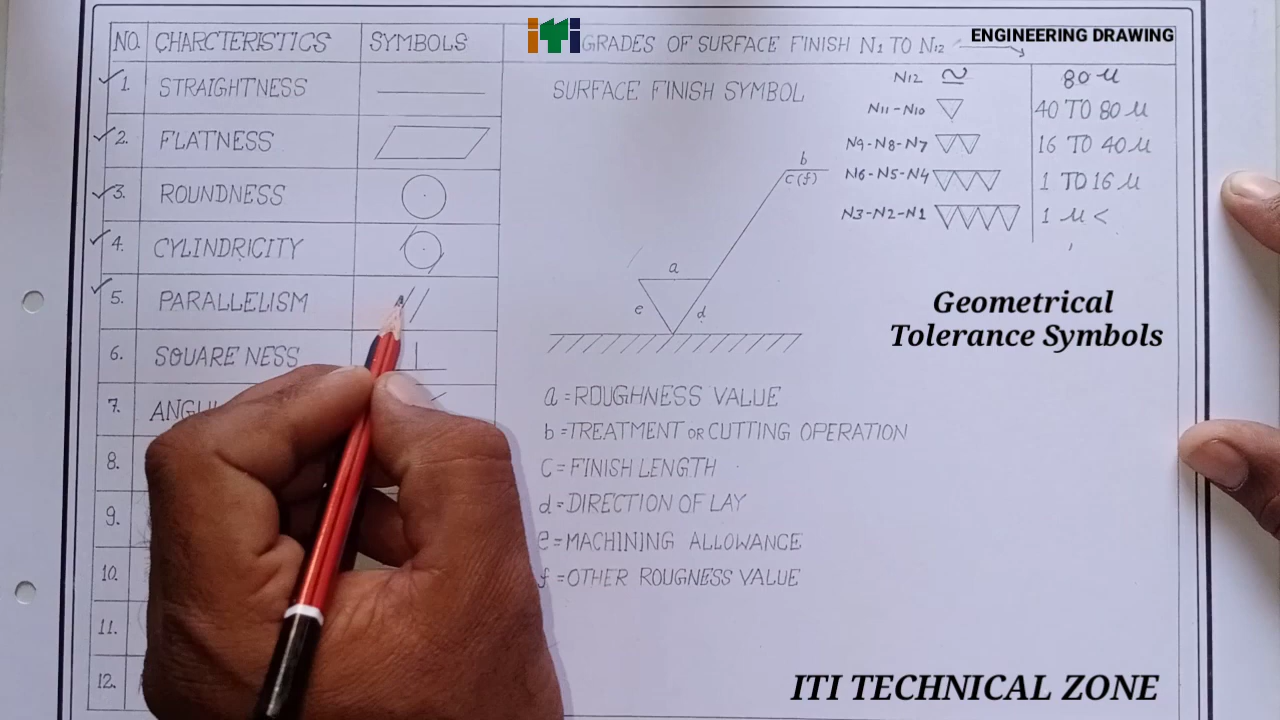 ENGINEERING DRAWING
iTi
NO. CHARCTERISTICS SYMBOLS
1. STRAIGHTNESS
2. FLATNESS
3. ROUNDNESS
4. CYLINDRICITY
5. PARALLELISM
6. SQUARE NESS
7.
8.
9.
10.
11.
12.
GRADES OF SURFACE FINISH N1 TO N12
SURFACE FINISH SYMBOL
N12 80 μ
N11-N10 40 TO 80 μ
N9-N8-N7 16 TO 40 μ
N6-N5-N4 1 TO 16 μ
N3-N2-N1 1 μ <
b
c (f)
a
e
d
Geometrical
Tolerance Symbols
a = ROUGHNESS VALUE
b = TREATMENT OR CUTTING OPERATION
C = FINISH LENGTH
d = DIRECTION OF LAY
e = MACHINING ALLOWANCE
f = OTHER ROUGNESS VALUE
ITI TECHNICAL ZONE